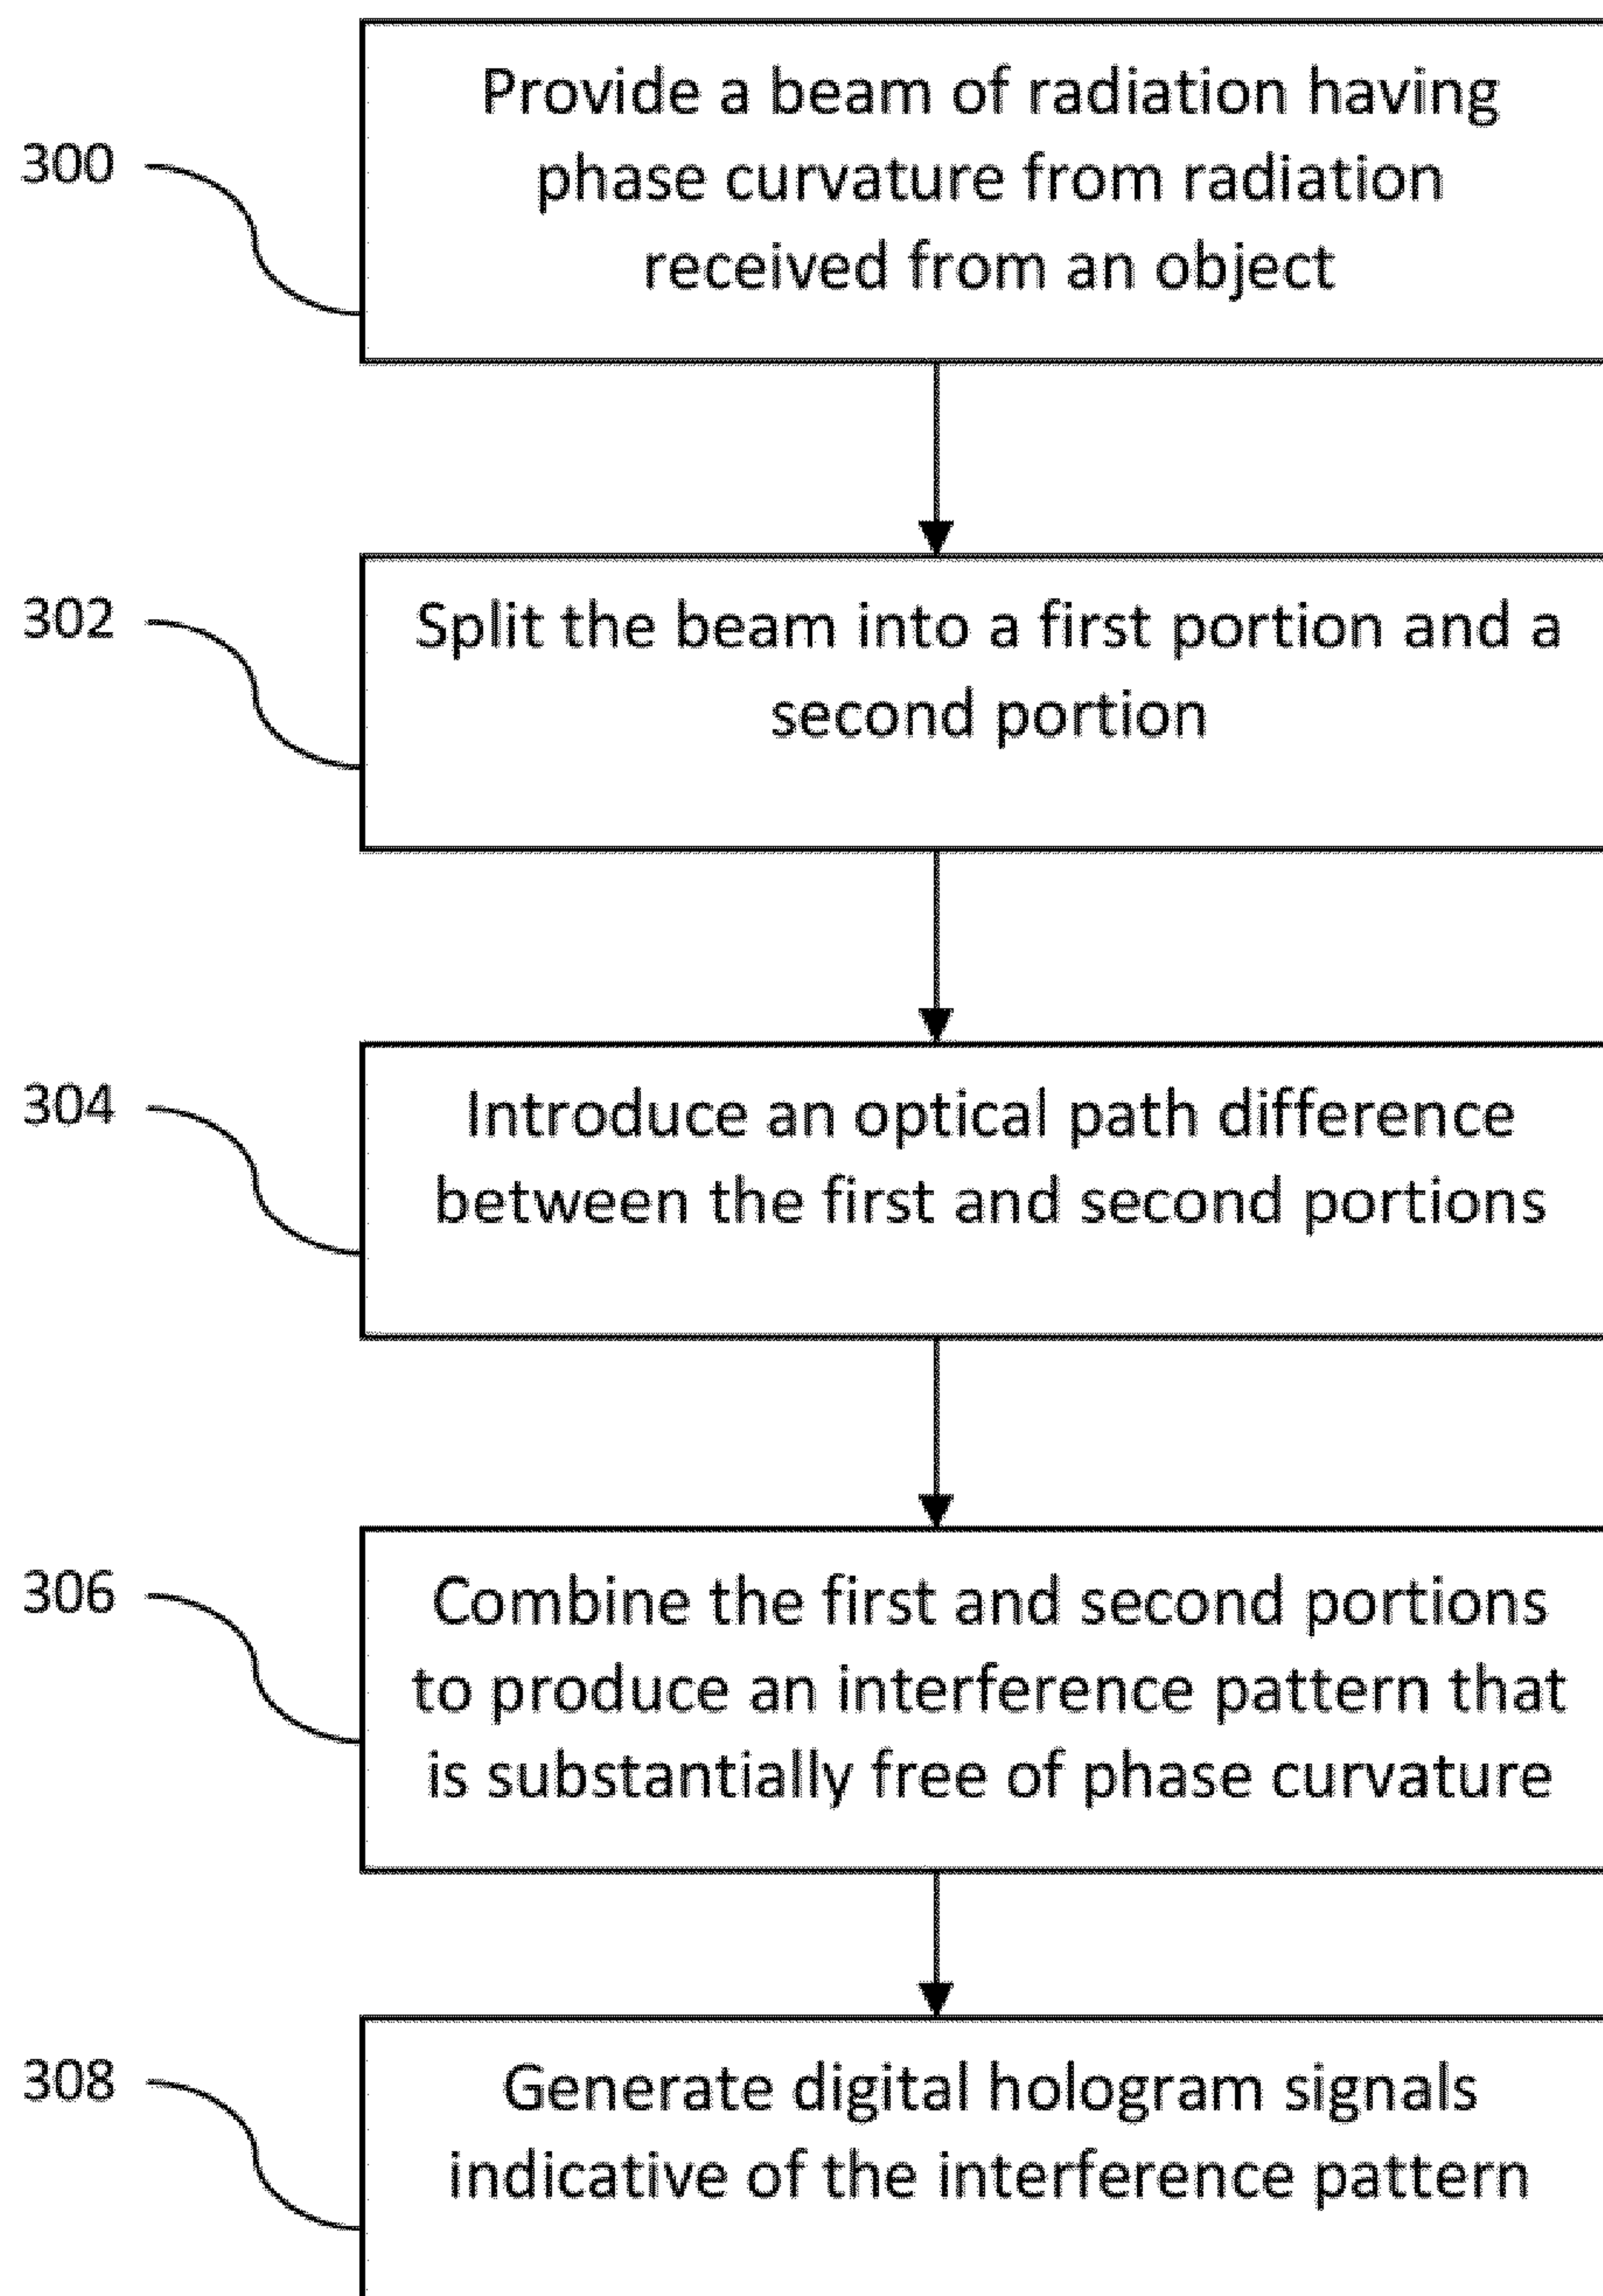 300
Provide a beam of radiation having
phase curvature from radiation
received from an object
302
Split the beam into a first portion and a
second portion
304
Introduce an optical path difference
between the first and second portions
306
Combine the first and second portions
to produce an interference pattern that
is substantially free of phase curvature
308
Generate digital hologram signals
indicative of the interference pattern